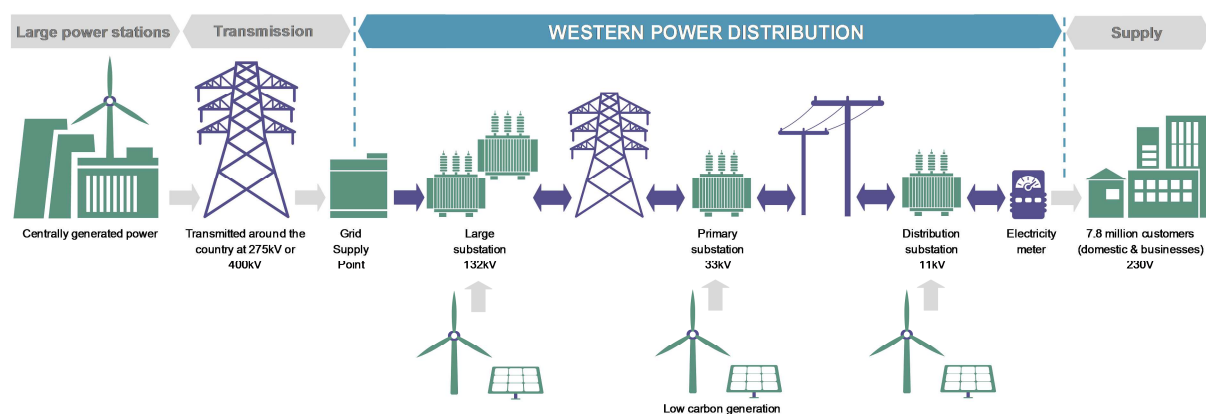 Large power stations
Transmission
WESTERN POWER DISTRIBUTION
Supply
Centrally generated power
Transmitted around the
country at 275kV or
400kV
Grid
Supply
Point
Large
substation
132kV
Primary
substation
33kV
Distribution
substation
11kV
Electricity
meter
7.8 million customers
(domestic & businesses)
230V
Low carbon generation